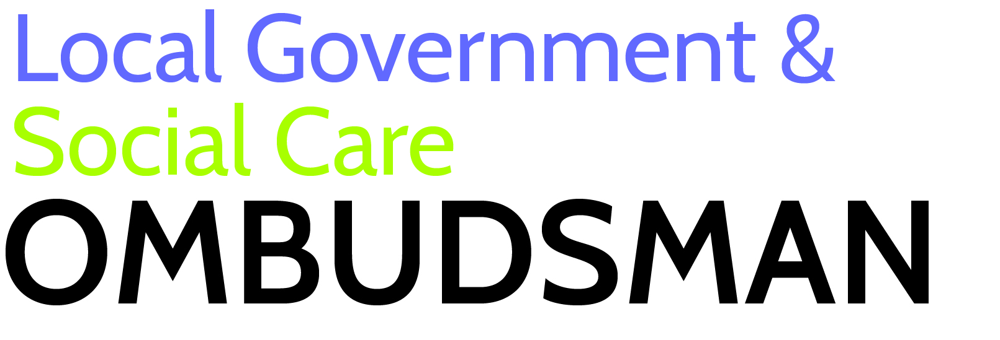 Local Government &
Social Care
OMBUDSMAN